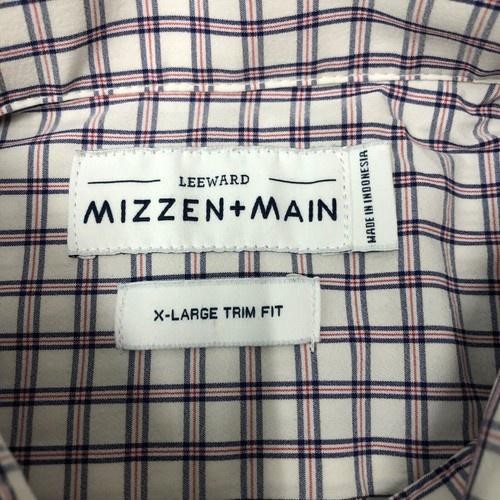 LEEWARD
MIZZEN+MAIN
MADE IN INDONESIA
X-LARGE TRIM FIT